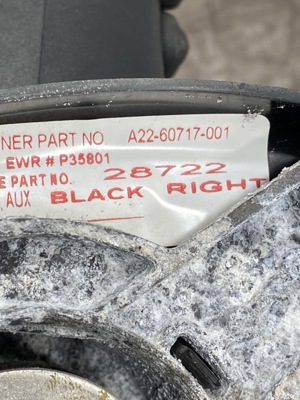 NER PART NO A22-60717-001
EWR # P35801
E PART NO. 28722
AUX BLACK RIGHT